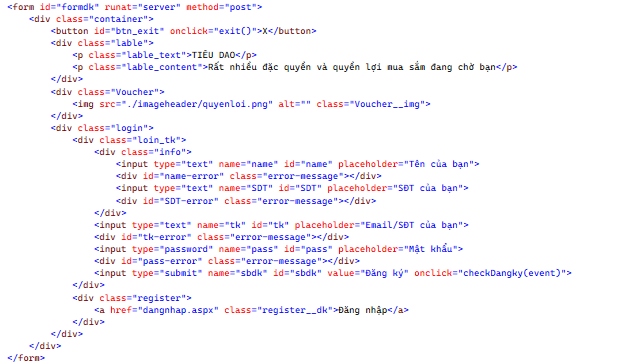 <form id="formdk" runat="server" method="post">
<div class="container">
<button id="btn_exit" onclick="exit()">X</button>
<div class="lable">
<p class="lable_text">TIÊU DAO</p>
<p class="lable_content">Rất nhiều đặc quyền và quyền lợi mua sắm đang chờ bạn</p>
</div>
<div class="Voucher">
<img src="./imageheader/quyenloi.png" alt="" class="Voucher__img">
</div>
<div class="login">
<div class="loin_tk">
<div class="info">
<input type="text" name="name" id="name" placeholder="Tên của bạn">
<div id="name-error" class="error-message"></div>
<input type="text" name="SDT" id="SDT" placeholder="SĐT của bạn">
<div id="SDT-error" class="error-message"></div>
</div>
<input type="text" name="tk" id="tk" placeholder="Email/SĐT của bạn">
<div id="tk-error" class="error-message"></div>
<input type="password" name="pass" id="pass" placeholder="Mật khẩu">
<div id="pass-error" class="error-message"></div>
<input type="submit" name="sbdk" id="sbdk" value="Đăng ký" onclick="checkDangky(event)">
</div>
<div class="register">
<a href="dangnhap.aspx" class="register__dk">Đăng nhập</a>
</div>
</div>
</div>
</form>